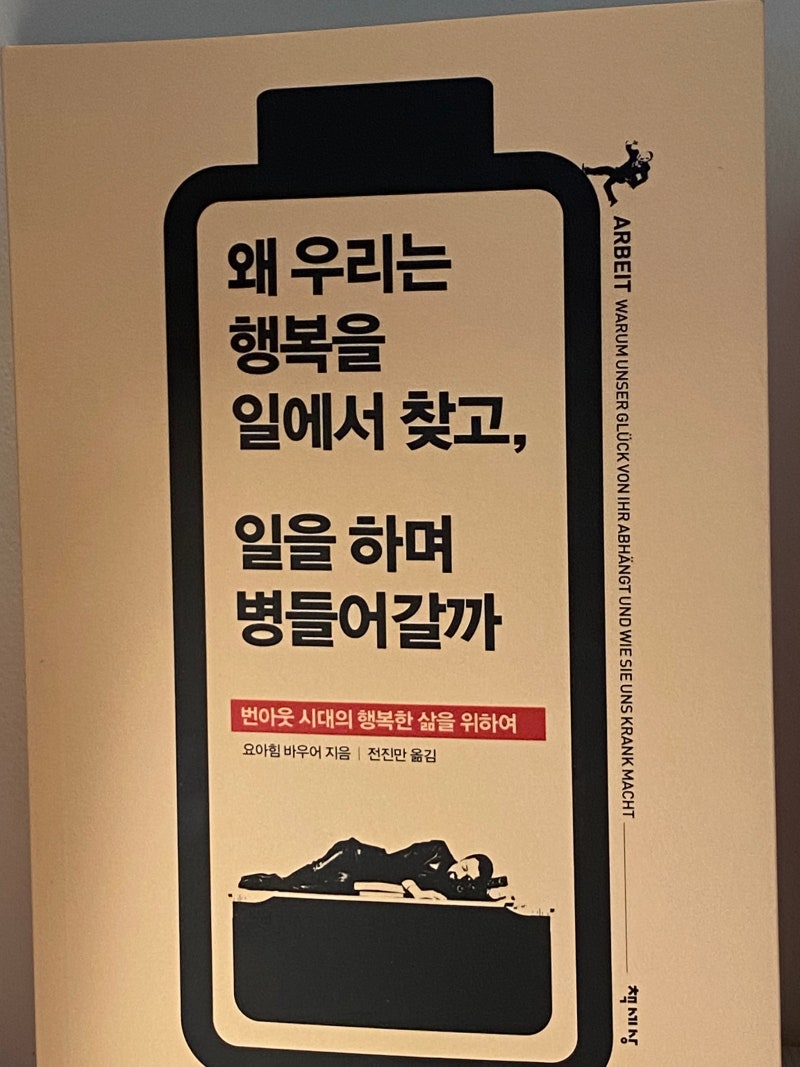 왜 우리는
행복을
일에서 찾고,
일을 하며
병들어갈까
번아웃 시대의 행복한 삶을 위하여
요아힘 바우어 지음 | 전진만 옮김
ARBEIT WARUM UNSER GLÜCK VON IHR ABHÄNGT UND WIE SIE UNS KRANK MACHT
책세상